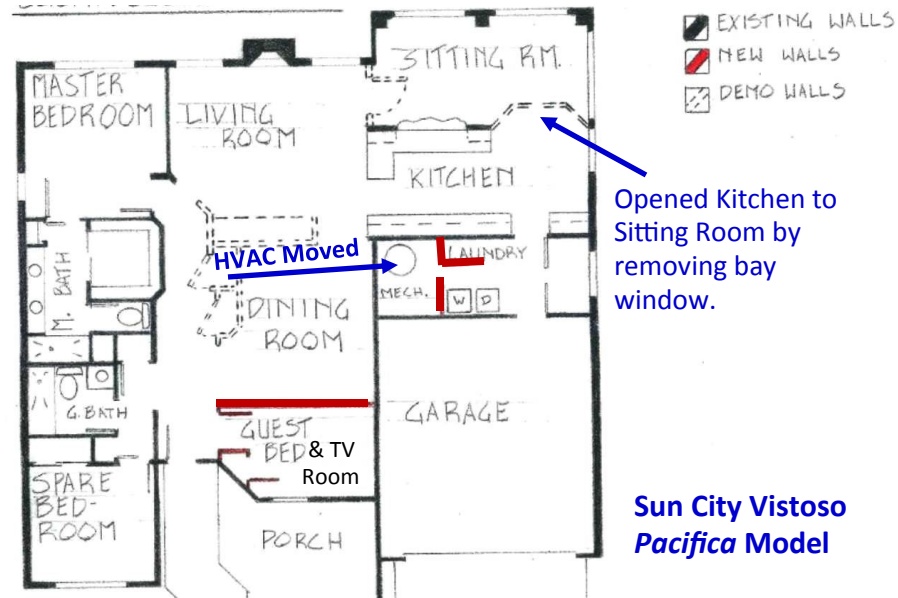 EXISTING WALLS
NEW WALLS
DEMO WALLS
SITTING RM.
MASTER
BEDROOM
LIVING
ROOM
KITCHEN
Opened Kitchen to
Sitting Room by
removing bay
window.
HVAC Moved
LAUNDRY
MECH.
W D
M. BATH
DINING
ROOM
G. BATH
GARAGE
GUEST
BED & TV
Room
SPARE
BED-
ROOM
PORCH
Sun City Vistoso
Pacifica Model